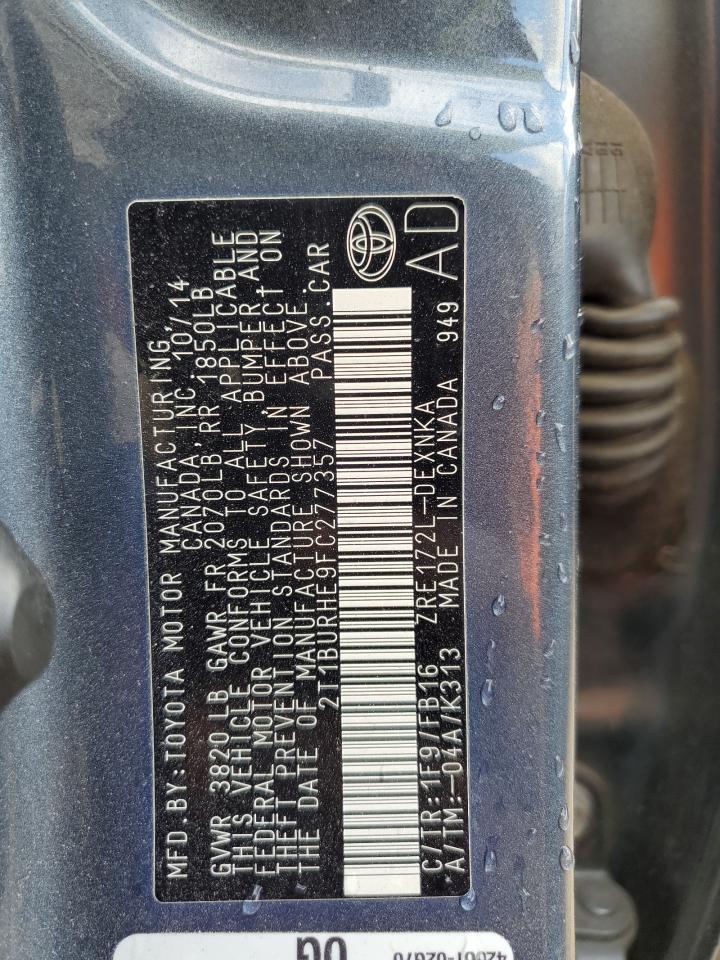 MFD.BY:TOYOTA MOTOR MANUFACTURING,
CANADA, INC. 10/14
GVWR 3820 LB GAWR FR 2070LB RR 1850LB
THIS VEHICLE CONFORMS TO ALL APPLICABLE
FEDERAL MOTOR VEHICLE SAFETY, BUMPER, AND
THEFT PREVENTION STANDARDS IN EFFECT ON
THE DATE OF MANUFACTURE SHOWN ABOVE.
2T1BURHE9FC277357 PASS.CAR
C/TR:1F9/FB16 ZRE172L-DEXNKA
A/TM:-04A/K313 MADE IN CANADA 949
AD